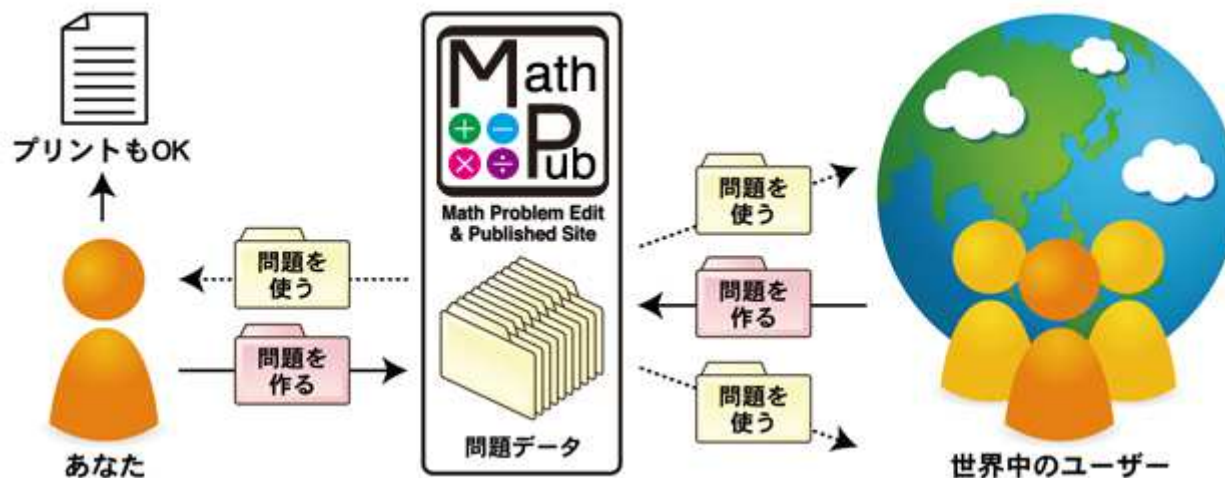 プリントもOK
問題を
使う
問題を
作る
あなた
Math
Pub
Math Problem Edit
& Published Site
問題データ
問題を
使う
問題を
作る
問題を
使う
世界中のユーザー